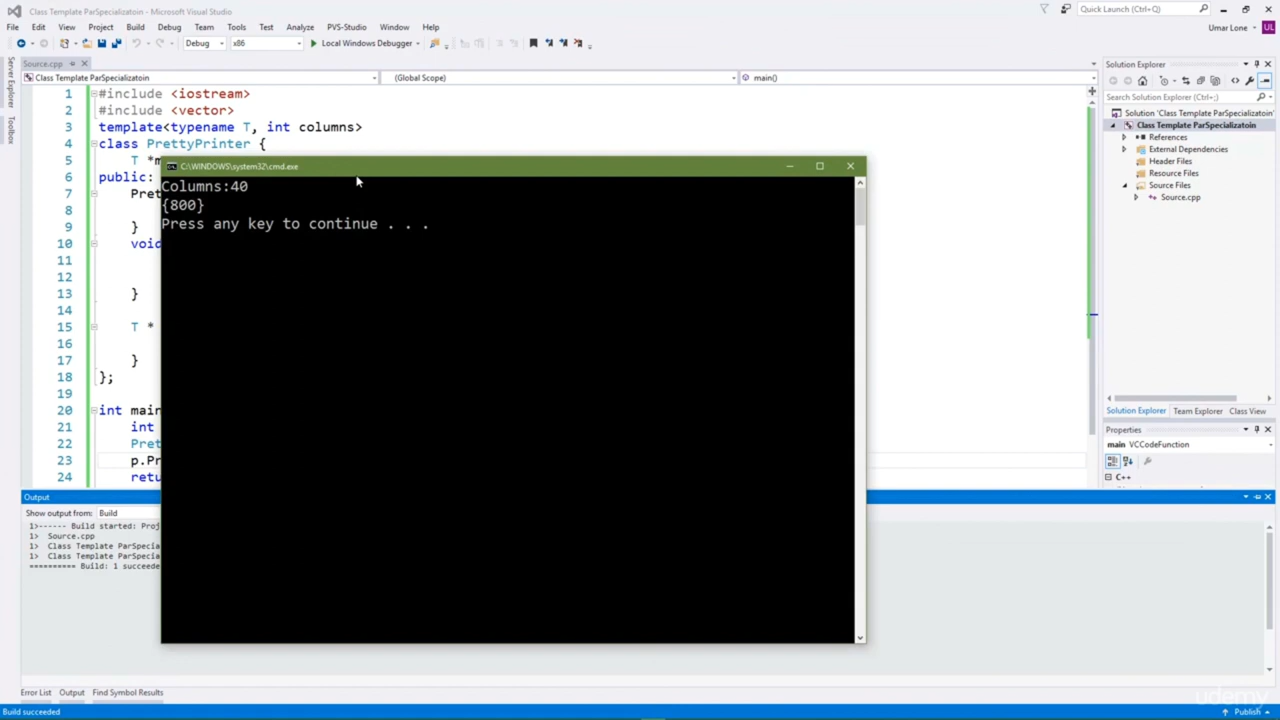 Class Template ParSpecializatoin - Microsoft Visual Studio
Quick Launch (Ctrl+Q)
File Edit View Project Build Debug Team Tools Test Analyze PVS-Studio Window Help
Umar Lone UL
Debug x86 Local Windows Debugger
Server Explorer
Toolbox
Source.cpp
Class Template ParSpecializatoin (Global Scope) main()
1 #include <iostream>
2 #include <vector>
3 template<typename T, int columns>
4 class PrettyPrinter {
5 T *m
6 public:
7 Pret
8
9 }
10 void
11
12
13 }
14
15 T *
16
17 }
18 };
19
20 int main
21 int
22 Pret
23 p.Pr
24 retu
C:\WINDOWS\system32\cmd.exe
Columns:40
{800}
Press any key to continue . . .
Solution Explorer
Search Solution Explorer (Ctrl+;)
Solution 'Class Template ParSpecializatoin'
Class Template ParSpecializatoin
References
External Dependencies
Header Files
Resource Files
Source Files
Source.cpp
Solution Explorer Team Explorer Class View
Properties
main VCCodeFunction
C++
Output
Show output from: Build
1>------ Build started: Proj
1> Source.cpp
1> Class Template ParSpecia
1> Class Template ParSpecia
========== Build: 1 succeede
Error List Output Find Symbol Results
Build succeeded
Publish
udemy